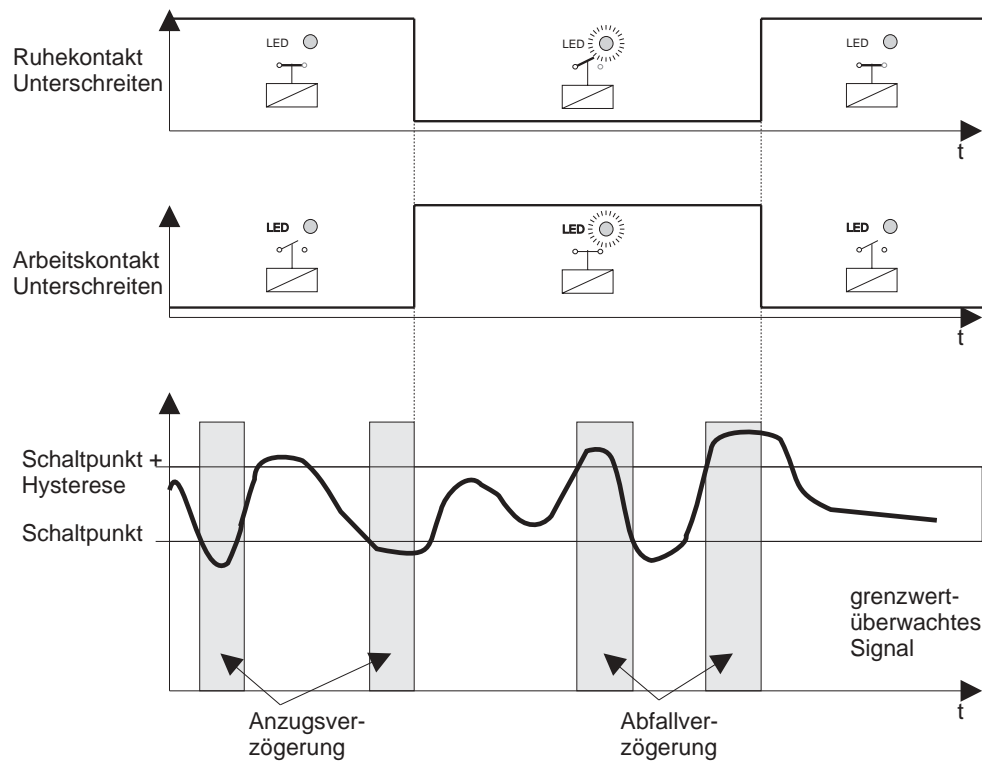 LED
LED
LED
Ruhekontakt
Unterschreiten
t
LED
LED
LED
Arbeitskontakt
Unterschreiten
t
Schaltpunkt +
Hysterese
Schaltpunkt
grenzwert-
überwachtes
Signal
t
Anzugsver-
zögerung
Abfallver-
zögerung